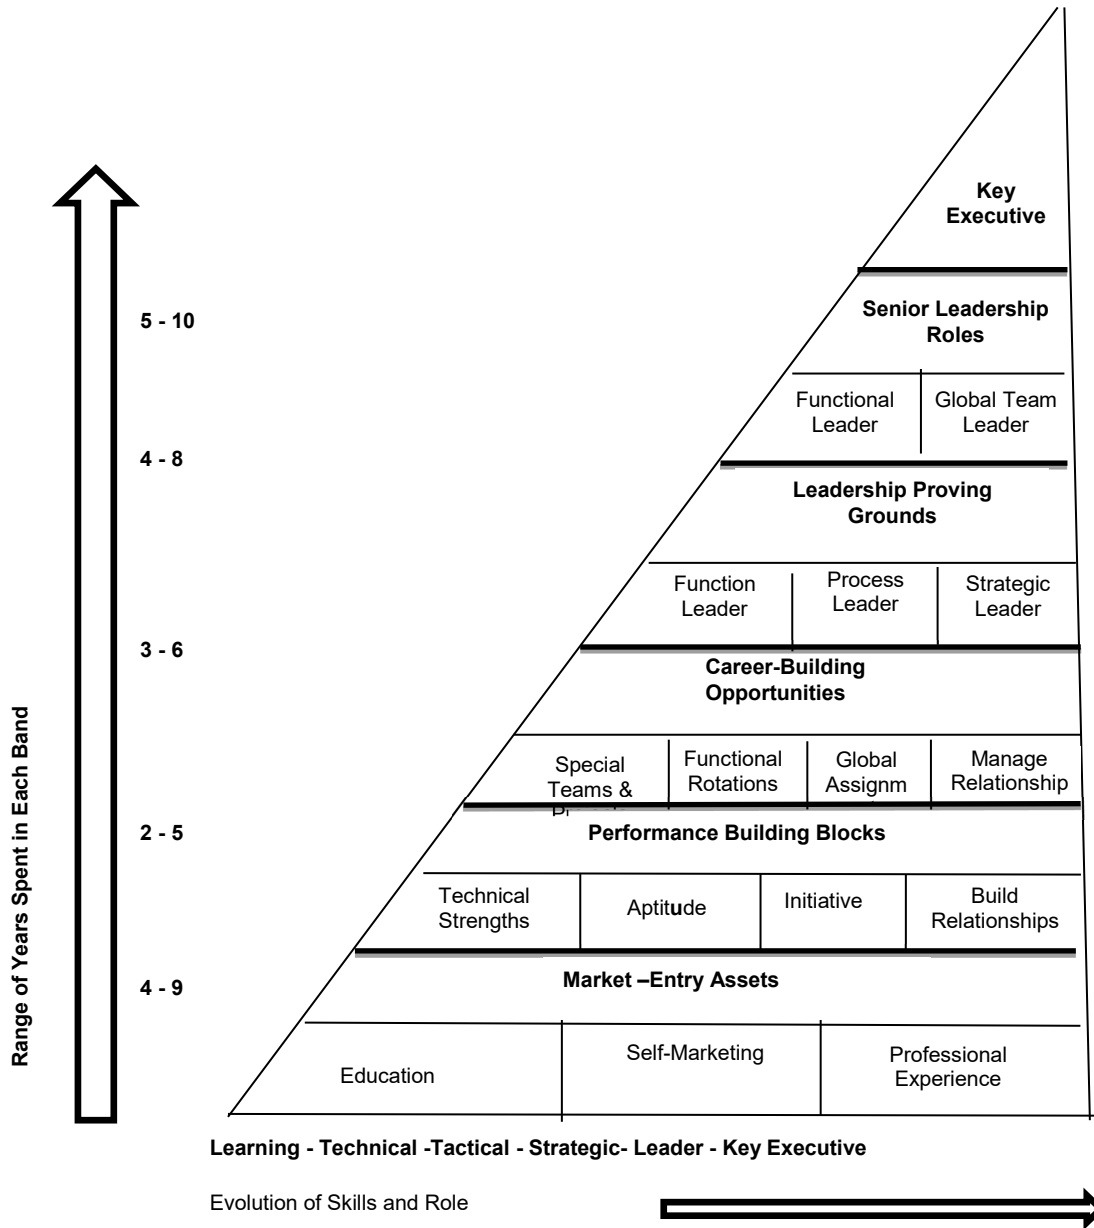 Key
Executive
5 - 10
Senior Leadership
Roles
Functional
Leader
Global Team
Leader
4 - 8
Leadership Proving
Grounds
Function
Leader
Process
Leader
Strategic
Leader
3 - 6
Career-Building
Opportunities
Special
Teams &
Functional
Rotations
Global
Assignm
Manage
Relationship
2 - 5
Performance Building Blocks
Technical
Strengths
Aptitude
Initiative
Build
Relationships
4 - 9
Market –Entry Assets
Education
Self-Marketing
Professional
Experience
Range of Years Spent in Each Band
Learning - Technical -Tactical - Strategic- Leader - Key Executive
Evolution of Skills and Role